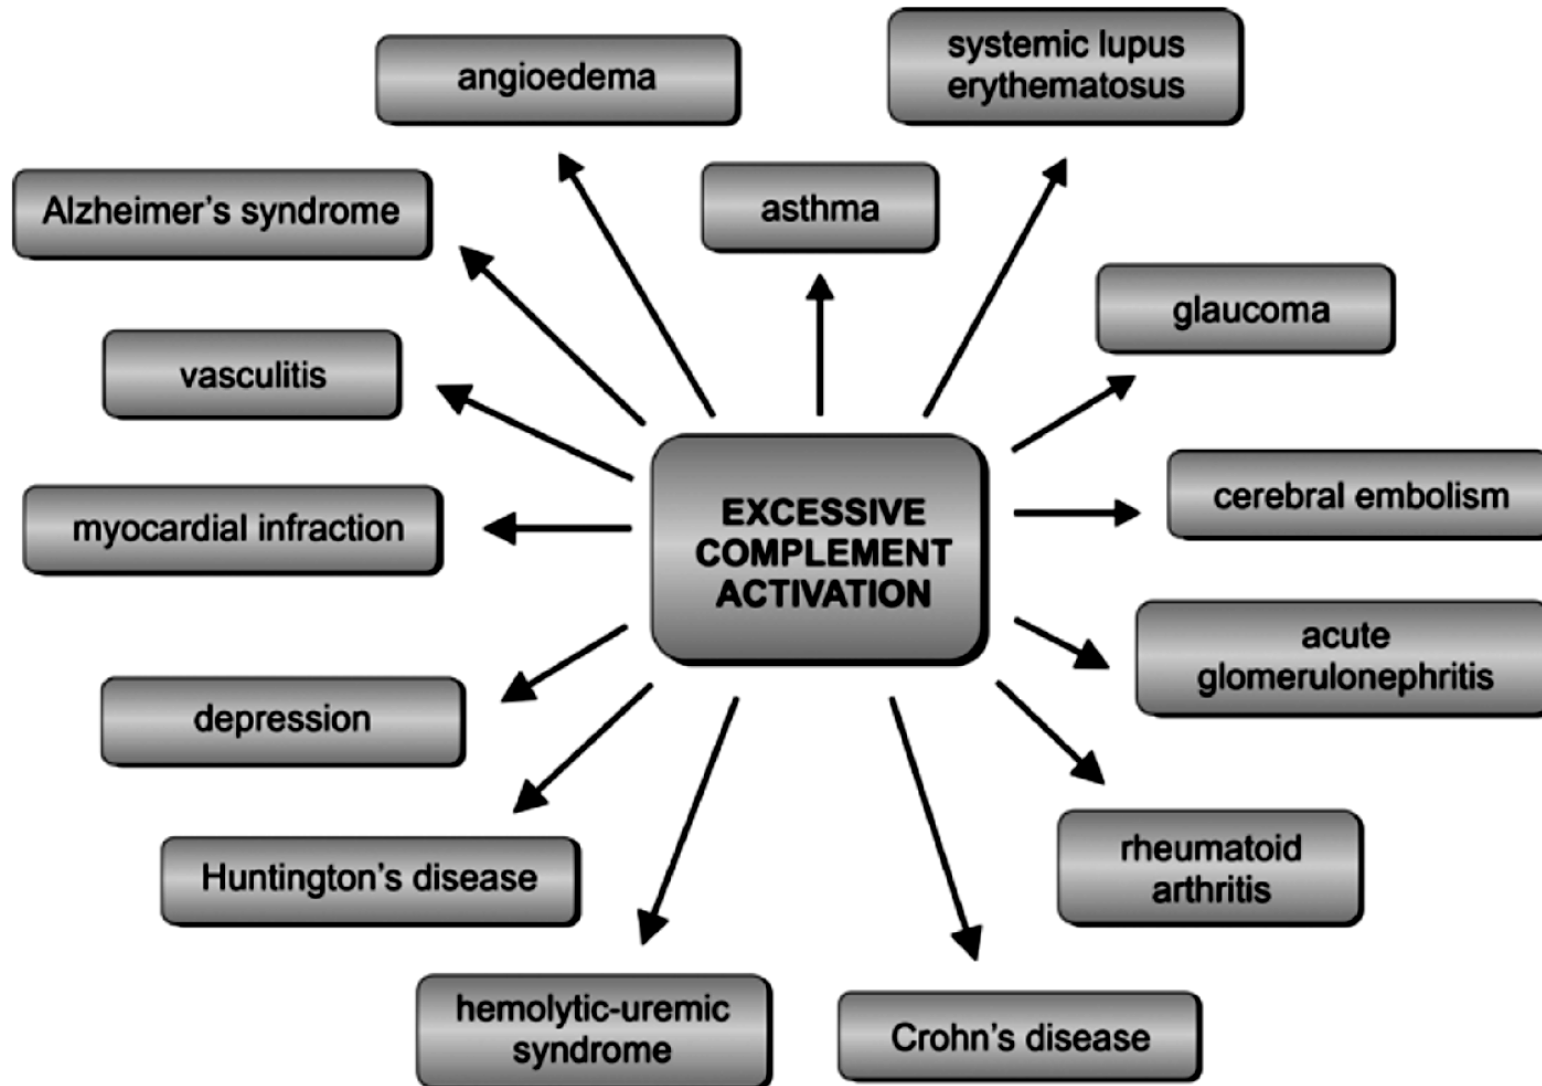 angioedema
systemic lupus
erythematosus
Alzheimer's syndrome
asthma
glaucoma
vasculitis
myocardial infraction
EXCESSIVE
COMPLEMENT
ACTIVATION
cerebral embolism
acute
glomerulonephritis
depression
Huntington's disease
rheumatoid
arthritis
hemolytic-uremic
syndrome
Crohn's disease